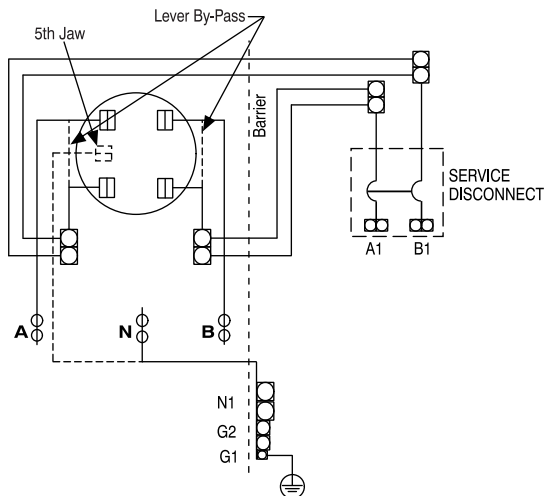 Lever By-Pass
5th Jaw
Barrier
SERVICE
DISCONNECT
A1 B1
A N B
N1
G2
G1